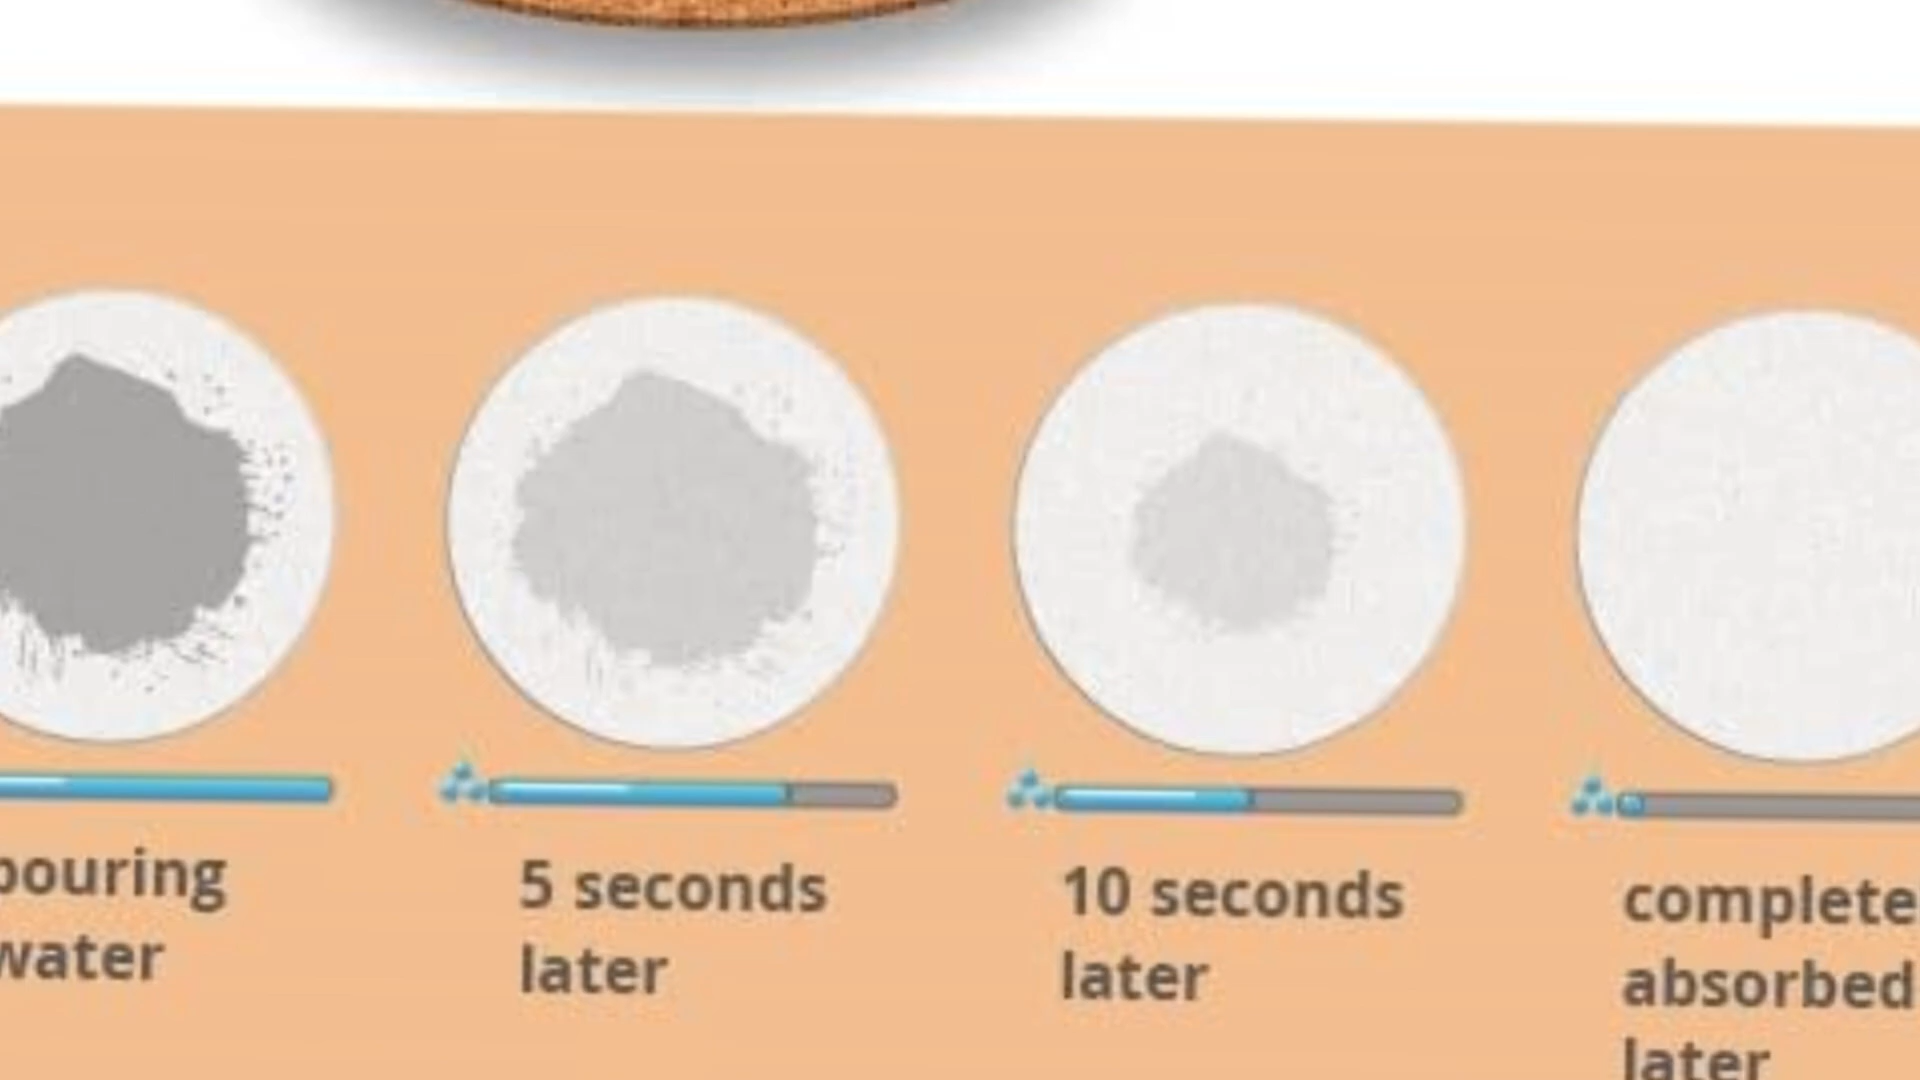 pouring
water
5 seconds
later
10 seconds
later
complete
absorbed
later